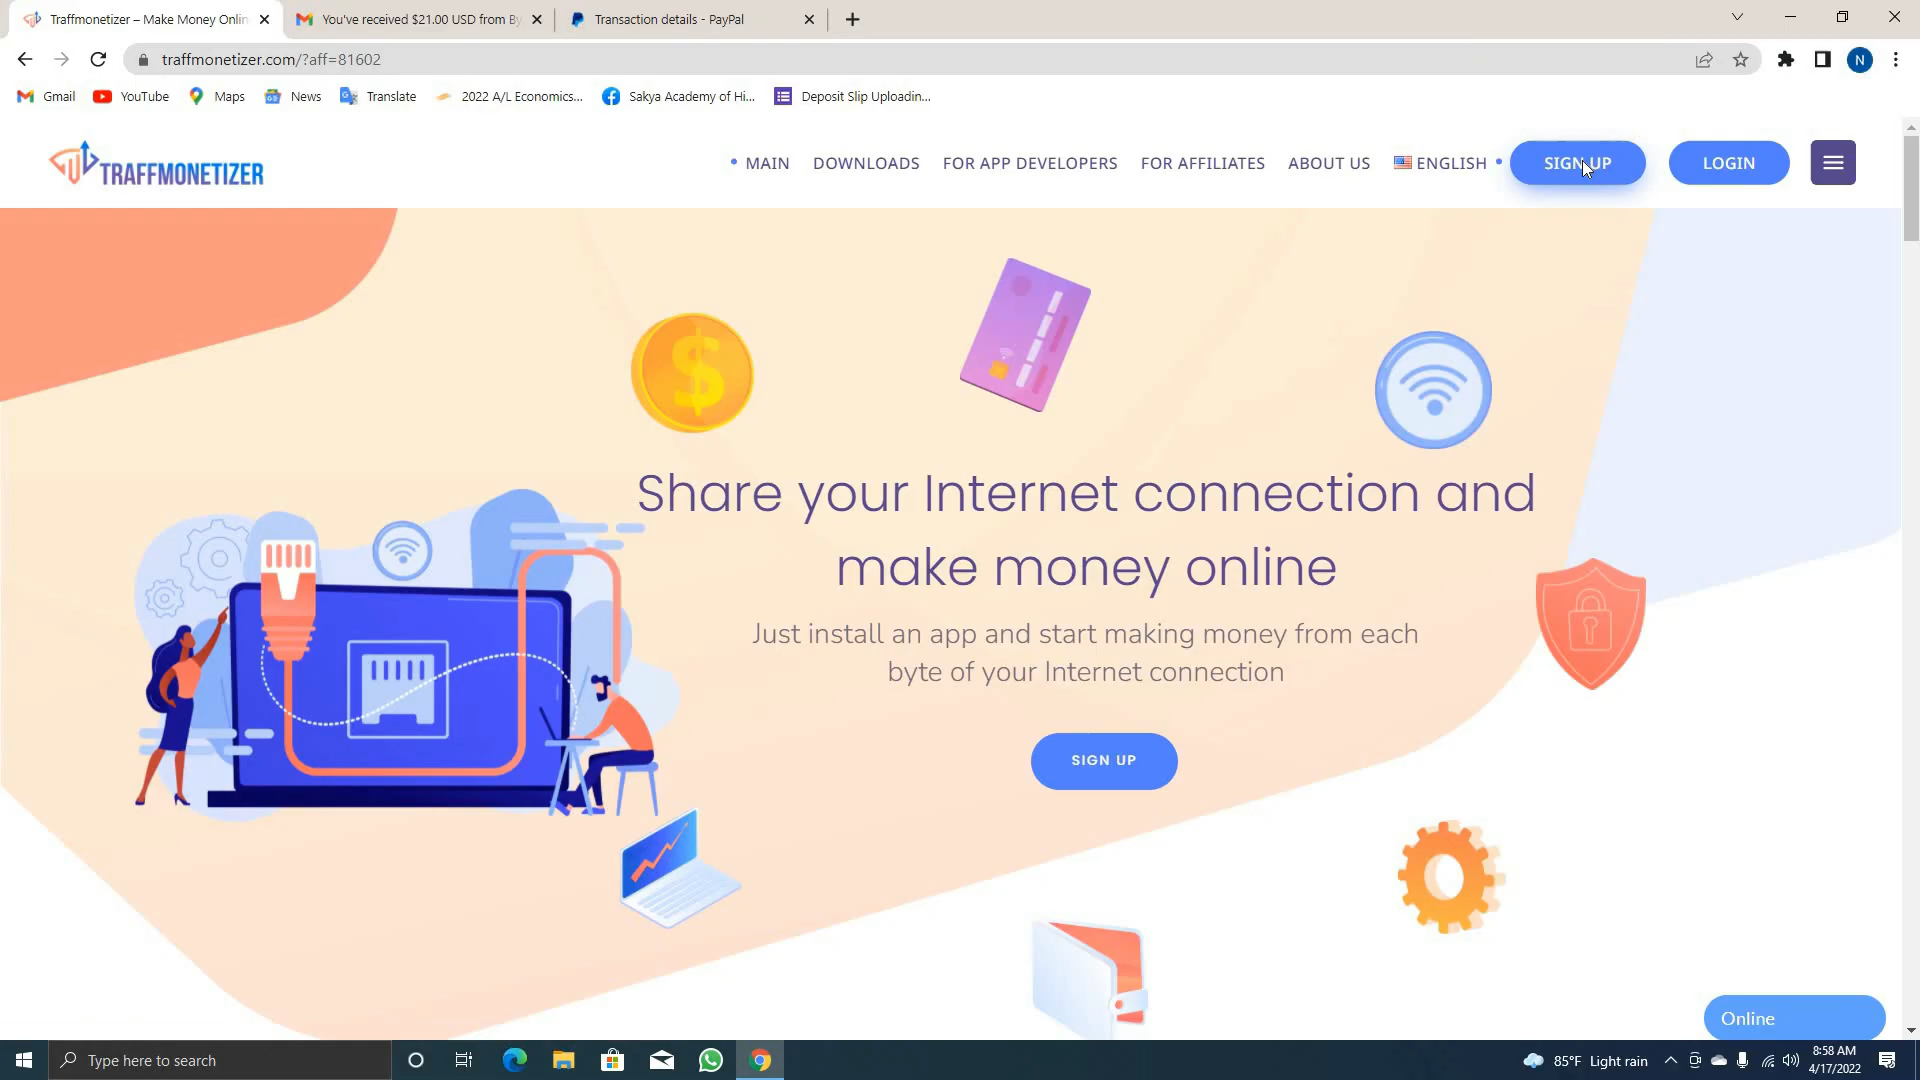 Traffmonetizer – Make Money Onlin
You've received $21.00 USD from By
Transaction details - PayPal
traffmonetizer.com/?aff=81602
N
Gmail
YouTube
Maps
News
Translate
2022 A/L Economics...
Sakya Academy of Hi...
Deposit Slip Uploadin...
TRAFFMONETIZER
MAIN
DOWNLOADS
FOR APP DEVELOPERS
FOR AFFILIATES
ABOUT US
ENGLISH
SIGN UP
LOGIN
Share your Internet connection and
make money online
Just install an app and start making money from each
byte of your Internet connection
SIGN UP
Online
Type here to search
85°F Light rain
8:58 AM
4/17/2022